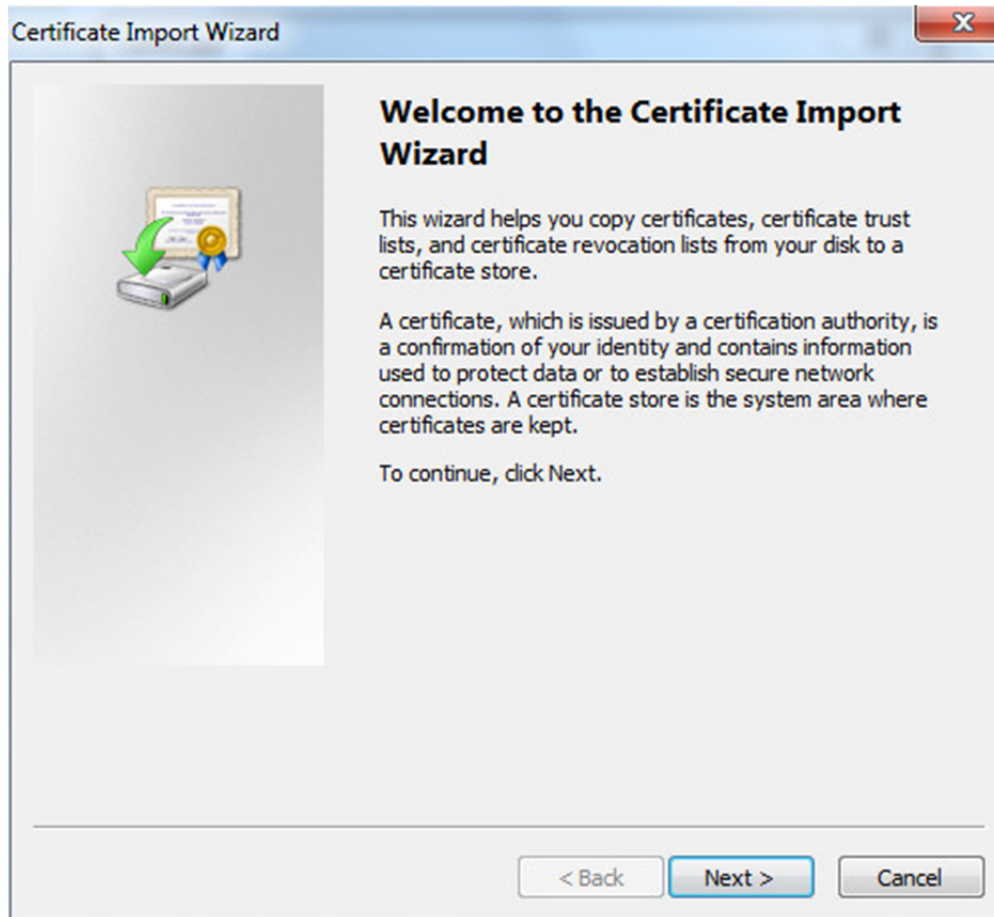 Certificate Import Wizard
Welcome to the Certificate Import
Wizard
This wizard helps you copy certificates, certificate trust
lists, and certificate revocation lists from your disk to a
certificate store.
A certificate, which is issued by a certification authority, is
a confirmation of your identity and contains information
used to protect data or to establish secure network
connections. A certificate store is the system area where
certificates are kept.
To continue, click Next.
< Back
Next >
Cancel